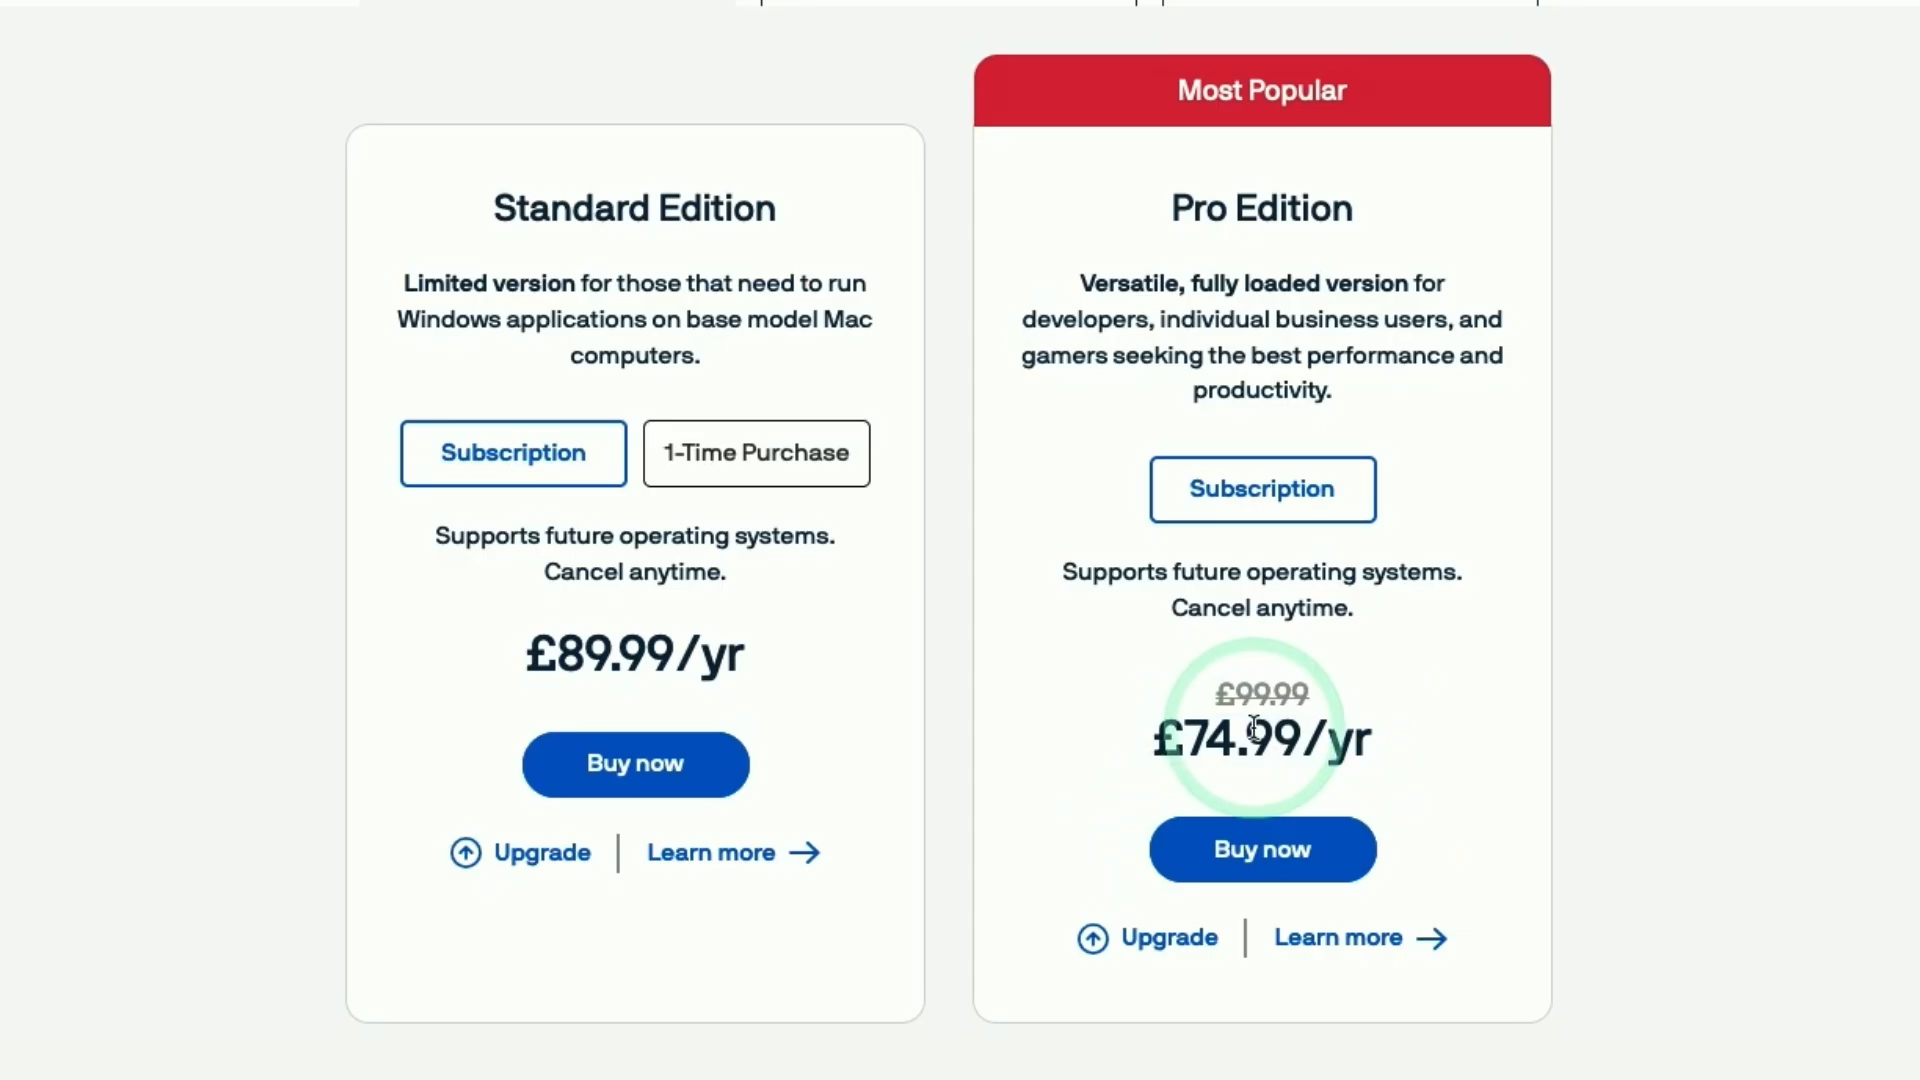 Standard Edition
Limited version for those that need to run
Windows applications on base model Mac
computers.
Subscription
1-Time Purchase
Supports future operating systems.
Cancel anytime.
£89.99/yr
Buy now
Upgrade
Learn more
Most Popular
Pro Edition
Versatile, fully loaded version for
developers, individual business users, and
gamers seeking the best performance and
productivity.
Subscription
Supports future operating systems.
Cancel anytime.
£99.99
£74.99/yr
Buy now
Upgrade
Learn more